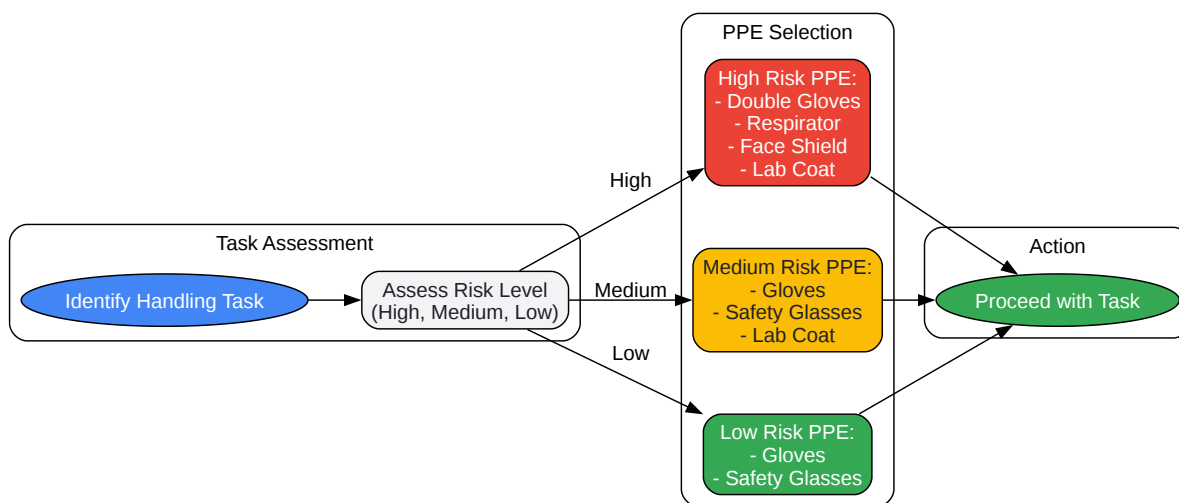 Task Assessment
Identify Handling Task
Assess Risk Level
(High, Medium, Low)
High
Medium
Low
PPE Selection
High Risk PPE:
- Double Gloves
- Respirator
- Face Shield
- Lab Coat
Medium Risk PPE:
- Gloves
- Safety Glasses
- Lab Coat
Low Risk PPE:
- Gloves
- Safety Glasses
Action
Proceed with Task